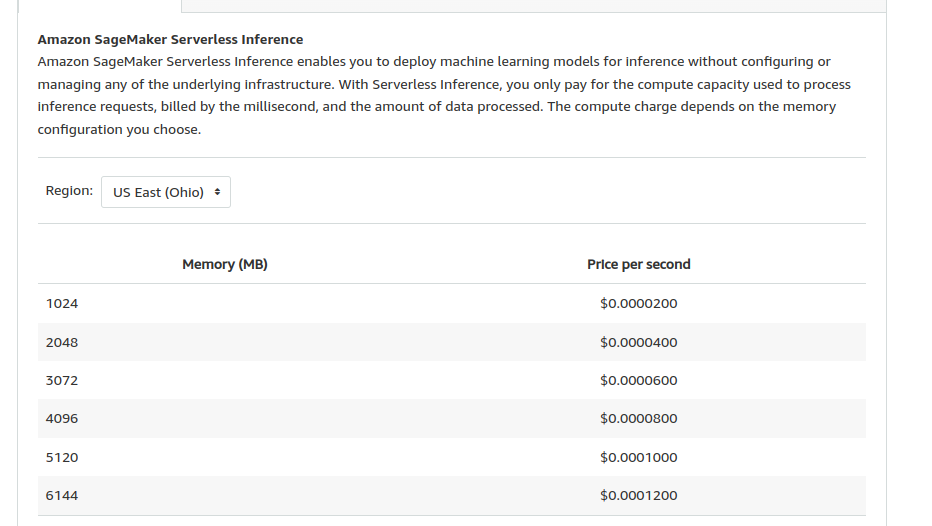 Amazon SageMaker Serverless Inference
Amazon SageMaker Serverless Inference enables you to deploy machine learning models for inference without configuring or
managing any of the underlying infrastructure. With Serverless Inference, you only pay for the compute capacity used to process
inference requests, billed by the millisecond, and the amount of data processed. The compute charge depends on the memory
configuration you choose.
Region: US East (Ohio)
Memory (MB) Price per second
1024 $0.0000200
2048 $0.0000400
3072 $0.0000600
4096 $0.0000800
5120 $0.0001000
6144 $0.0001200